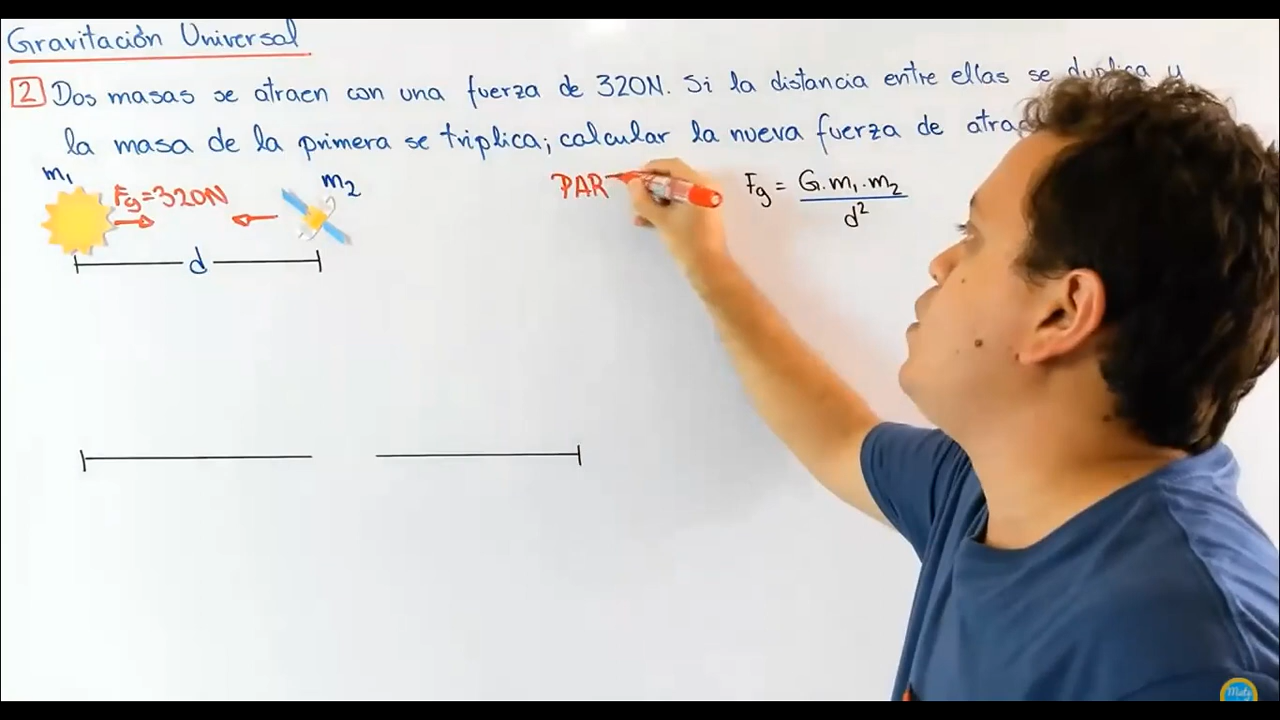 Gravitación Universal
2 Dos masas se atraen con una fuerza de 320N. Si la distancia entre ellas se duplica y
la masa de la primera se triplica; calcular la nueva fuerza de
m₁
Fg=320N
m₂
PAR
Fg = G.m₁.m₂
d²
d